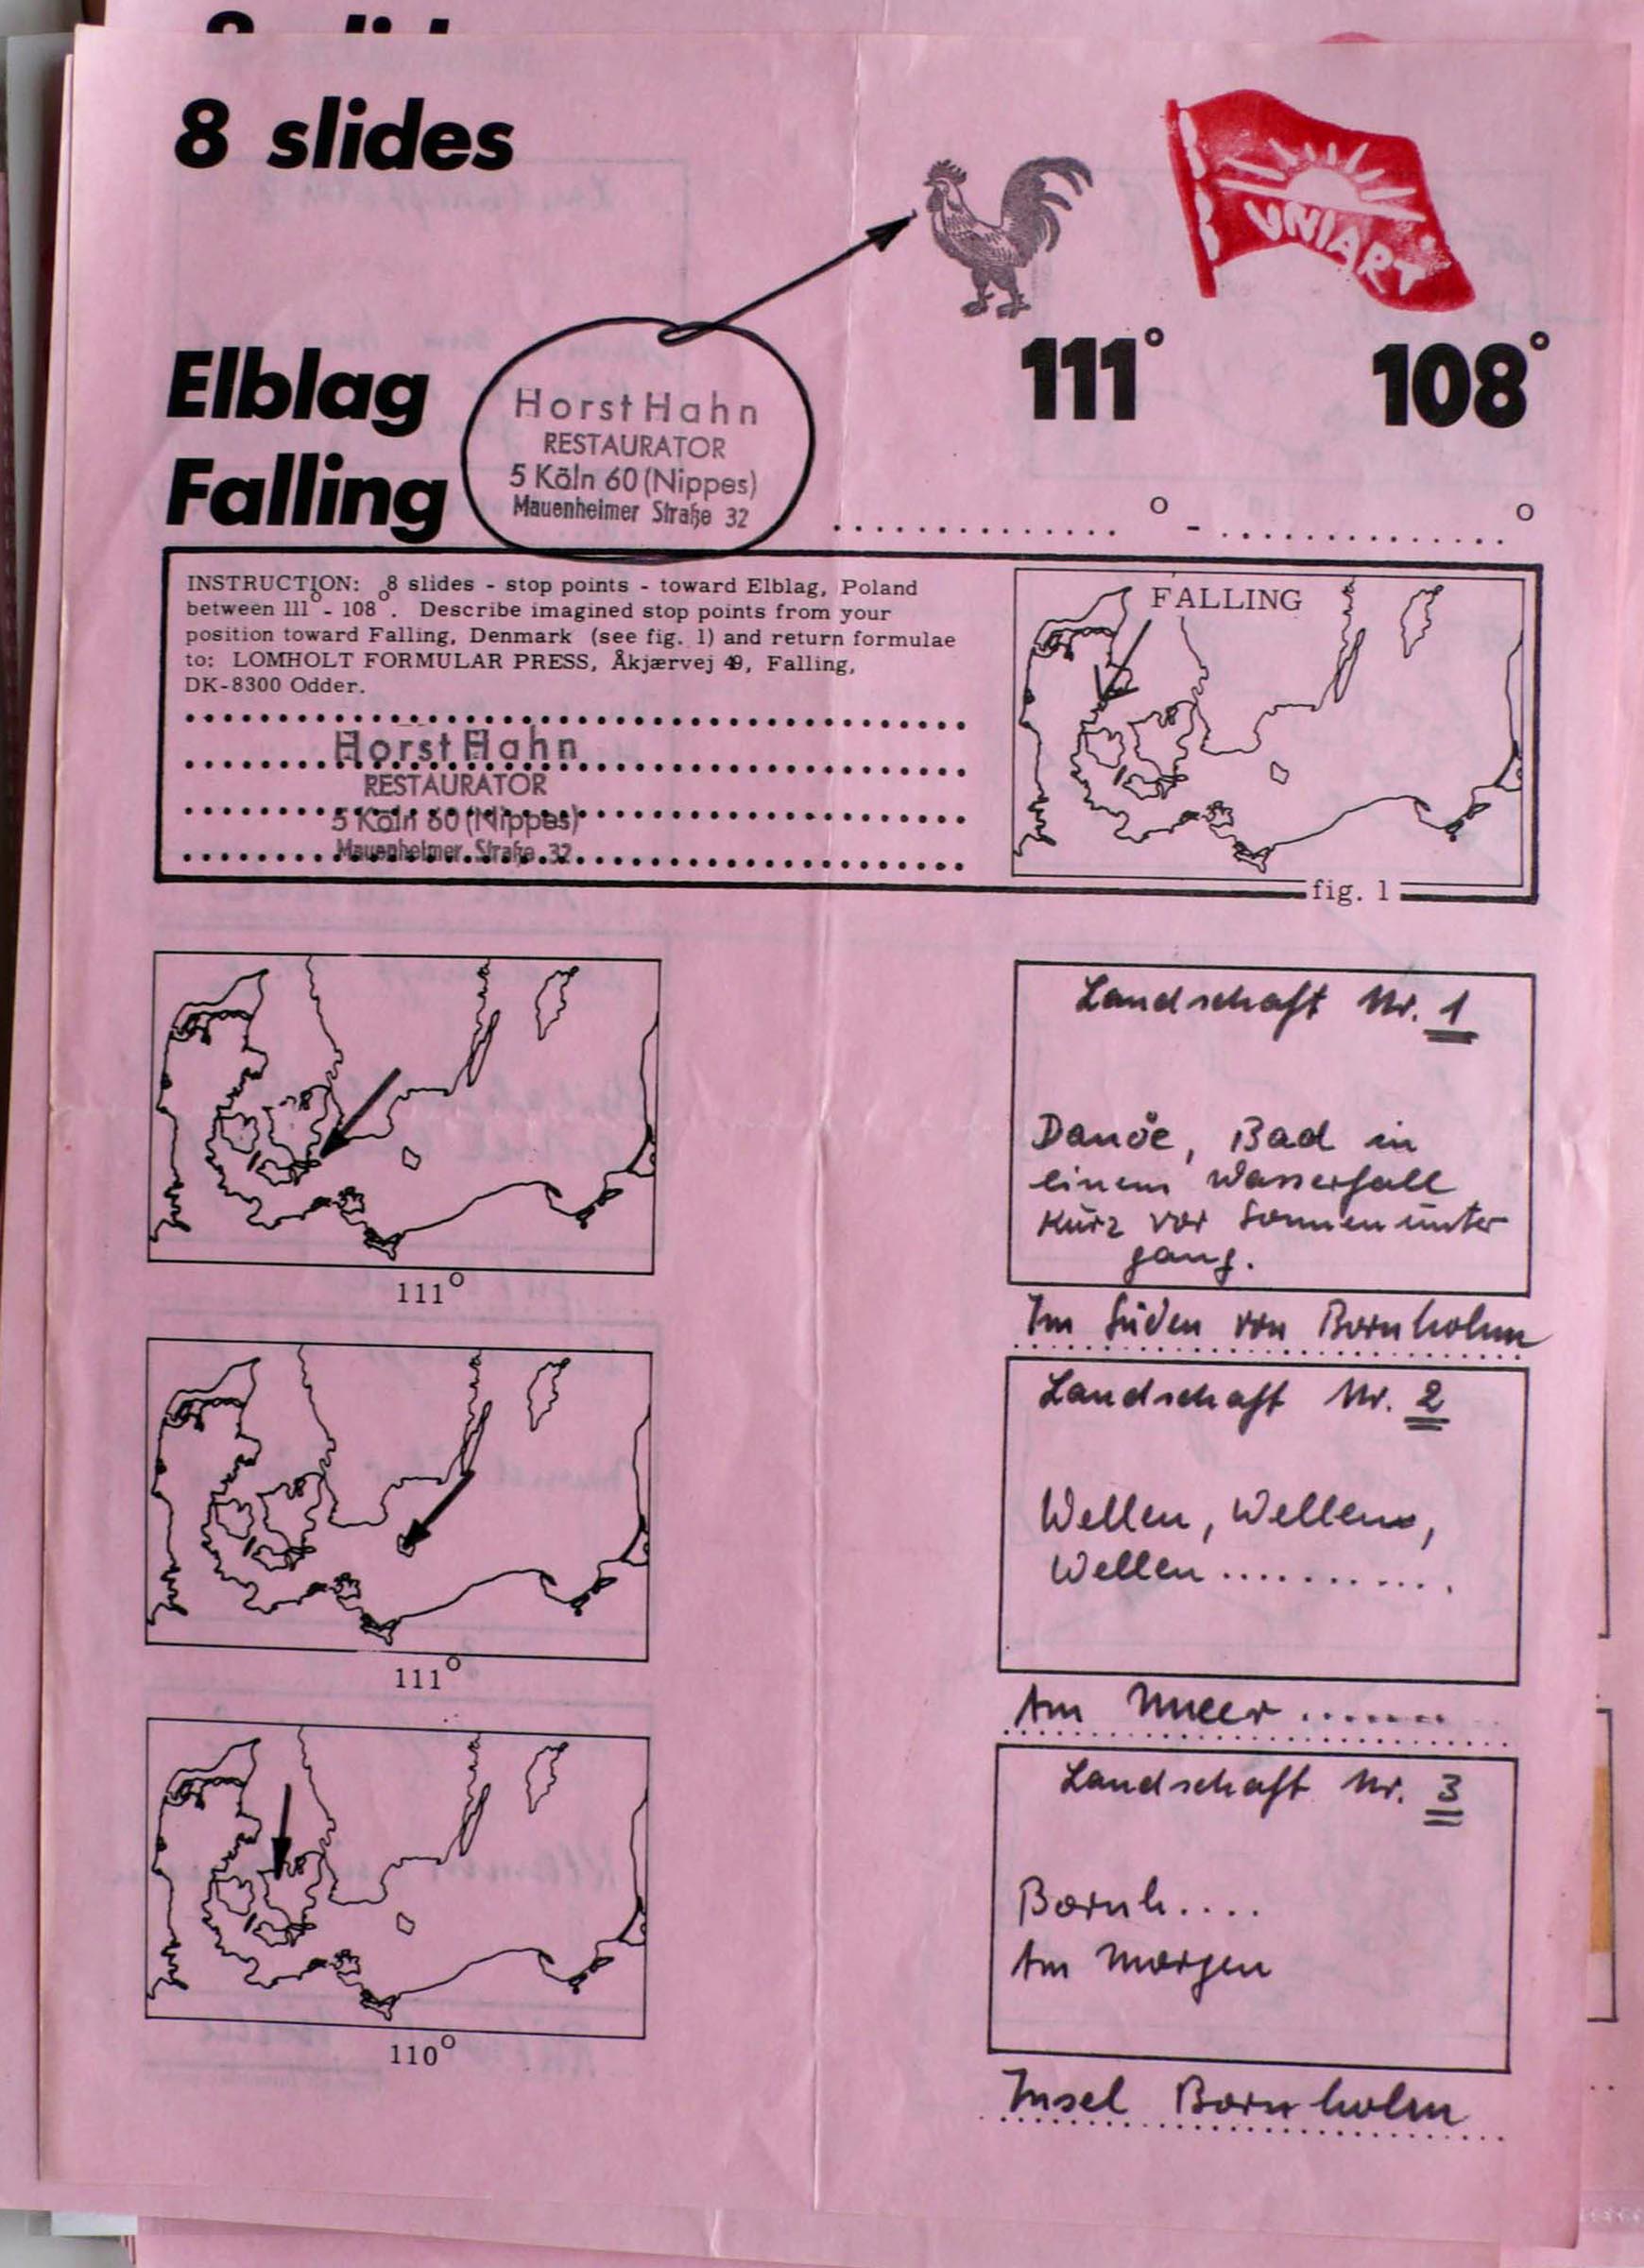 8 slides
UNIART
111° 108°
Elblag
Falling
Horst Hahn
RESTAURATOR
5 Köln 60 (Nippes)
Mauenheimer Straße 32
.............. ° - .............. °
INSTRUCTION: 8 slides - stop points - toward Elblag, Poland
between 111° - 108°. Describe imagined stop points from your
position toward Falling, Denmark (see fig. 1) and return formulae
to: LOMHOLT FORMULAR PRESS, Åkjærvej 49, Falling,
DK-8300 Odder.
Horst Hahn
RESTAURATOR
5 Köln 60 (Nippes)
Mauenheimer Straße 32
FALLING
fig. 1
111°
Landschaft Nr. 1
Bad in
einem Wasserfall
kurz vor Sonnenunter
gang.
Im Süden von Bornholm
111°
Landschaft Nr. 2
Wellen, Wellen,
Wellen ............
Am Meer .......
110°
Landschaft Nr. 3
Bornh....
Am Morgen
Insel Bornholm